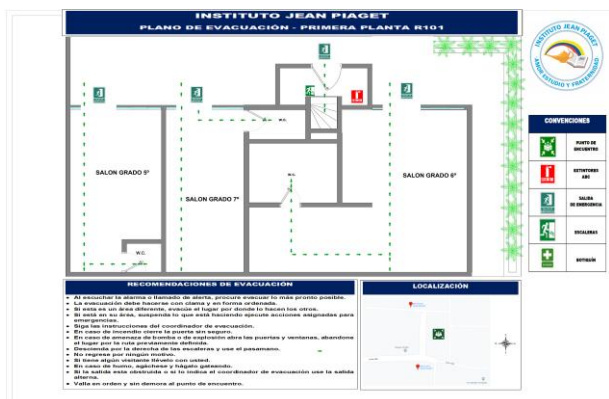 INSTITUTO JEAN PIAGET
PLANO DE EVACUACIÓN - PRIMERA PLANTA R101
INSTITUTO JEAN PIAGET
AMOR ESTUDIO Y FRATERNIDAD
CONVENCIONES
PUNTO DE
ENCUENTRO
EXTINTORES
ABC
SALIDA
DE EMERGENCIA
ESCALERAS
BOTIQUÍN
W.C.
W.C.
SALON GRADO 5º
SALON GRADO 7º
SALON GRADO 6º
W.C.
RECOMENDACIONES DE EVACUACIÓN
• Al escuchar la alarma o llamado de alerta, procure evacuar lo mas pronto posible.
• La evacuación debe hacerse con clama y en forma ordenada.
• Si esta es un área diferente, evacúe el lugar por donde lo hacen los otros.
• Si está en su área, suspenda lo que está haciendo ejecute acciones asignadas para
emergencias.
• Siga las instrucciones del coordinador de evacuación.
• En caso de incendio cierre la puerta sin seguro.
• En caso de amenaza de bomba o de explosión abra las puertas y ventanas, abandone
el lugar por la ruta previamente definida.
• Descienda por la derecha de las escaleras y use el pasamano.
• No regrese por ningún motivo.
• Si tiene algún visitante llévelo con usted.
• En caso de humo, agáchese y hágalo gateando.
• Si la salida esta obstruida o si lo indica el coordinador de evacuación use la salida
alterna.
• Valla en orden y sin demora al punto de encuentro.
LOCALIZACIÓN